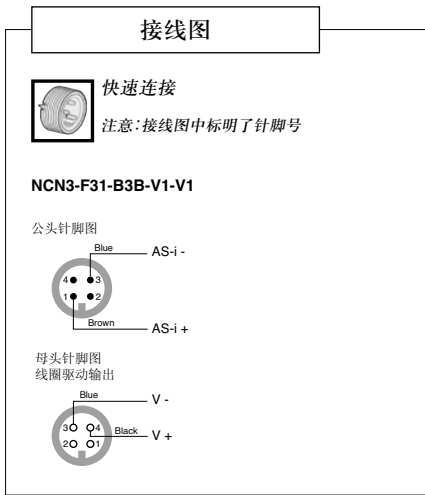 接线图
快速连接
注意:接线图中标明了针脚号
NCN3-F31-B3B-V1-V1
公头针脚图
Blue
AS-i -
4 3
1 2
Brown
AS-i +
母头针脚图
线圈驱动输出
Blue
V -
3 4
Black
V +
2 1